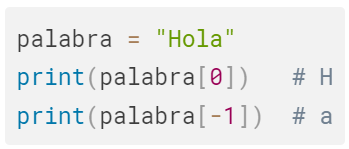 palabra = "Hola"
print(palabra[0])   # H
print(palabra[-1])  # a